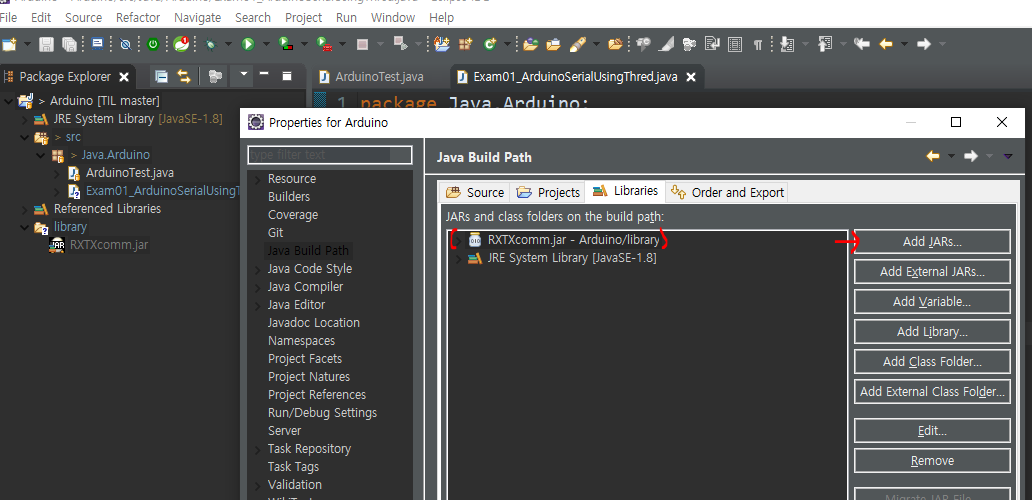 File Edit Source Refactor Navigate Search Project Run Window Help
Package Explorer
ArduinoTest.java
Exam01_ArduinoSerialUsingThred.java
1 package Java.Arduino;
> Arduino [TIL master]
JRE System Library [JavaSE-1.8]
> src
> Java.Arduino
ArduinoTest.java
Exam01_ArduinoSerialUsingT
Referenced Libraries
library
RXTXcomm.jar
Properties for Arduino
type filter text
Resource
Builders
Coverage
Git
Java Build Path
Java Code Style
Java Compiler
Java Editor
Javadoc Location
Namespaces
Project Facets
Project Natures
Project References
Run/Debug Settings
Server
Task Repository
Task Tags
Validation
Java Build Path
Source Projects Libraries Order and Export
JARs and class folders on the build path:
RXTXcomm.jar - Arduino/library
JRE System Library [JavaSE-1.8]
Add JARs...
Add External JARs...
Add Variable...
Add Library...
Add Class Folder...
Add External Class Folder...
Edit...
Remove
Migrate JAR File